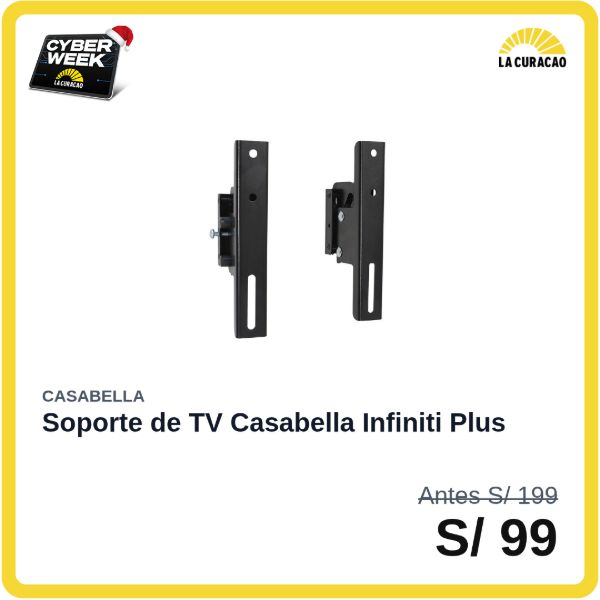 CYBER
WEEK
LA CURACAO
LA CURACAO
CASABELLA
Soporte de TV Casabella Infiniti Plus
Antes S/ 199
S/ 99